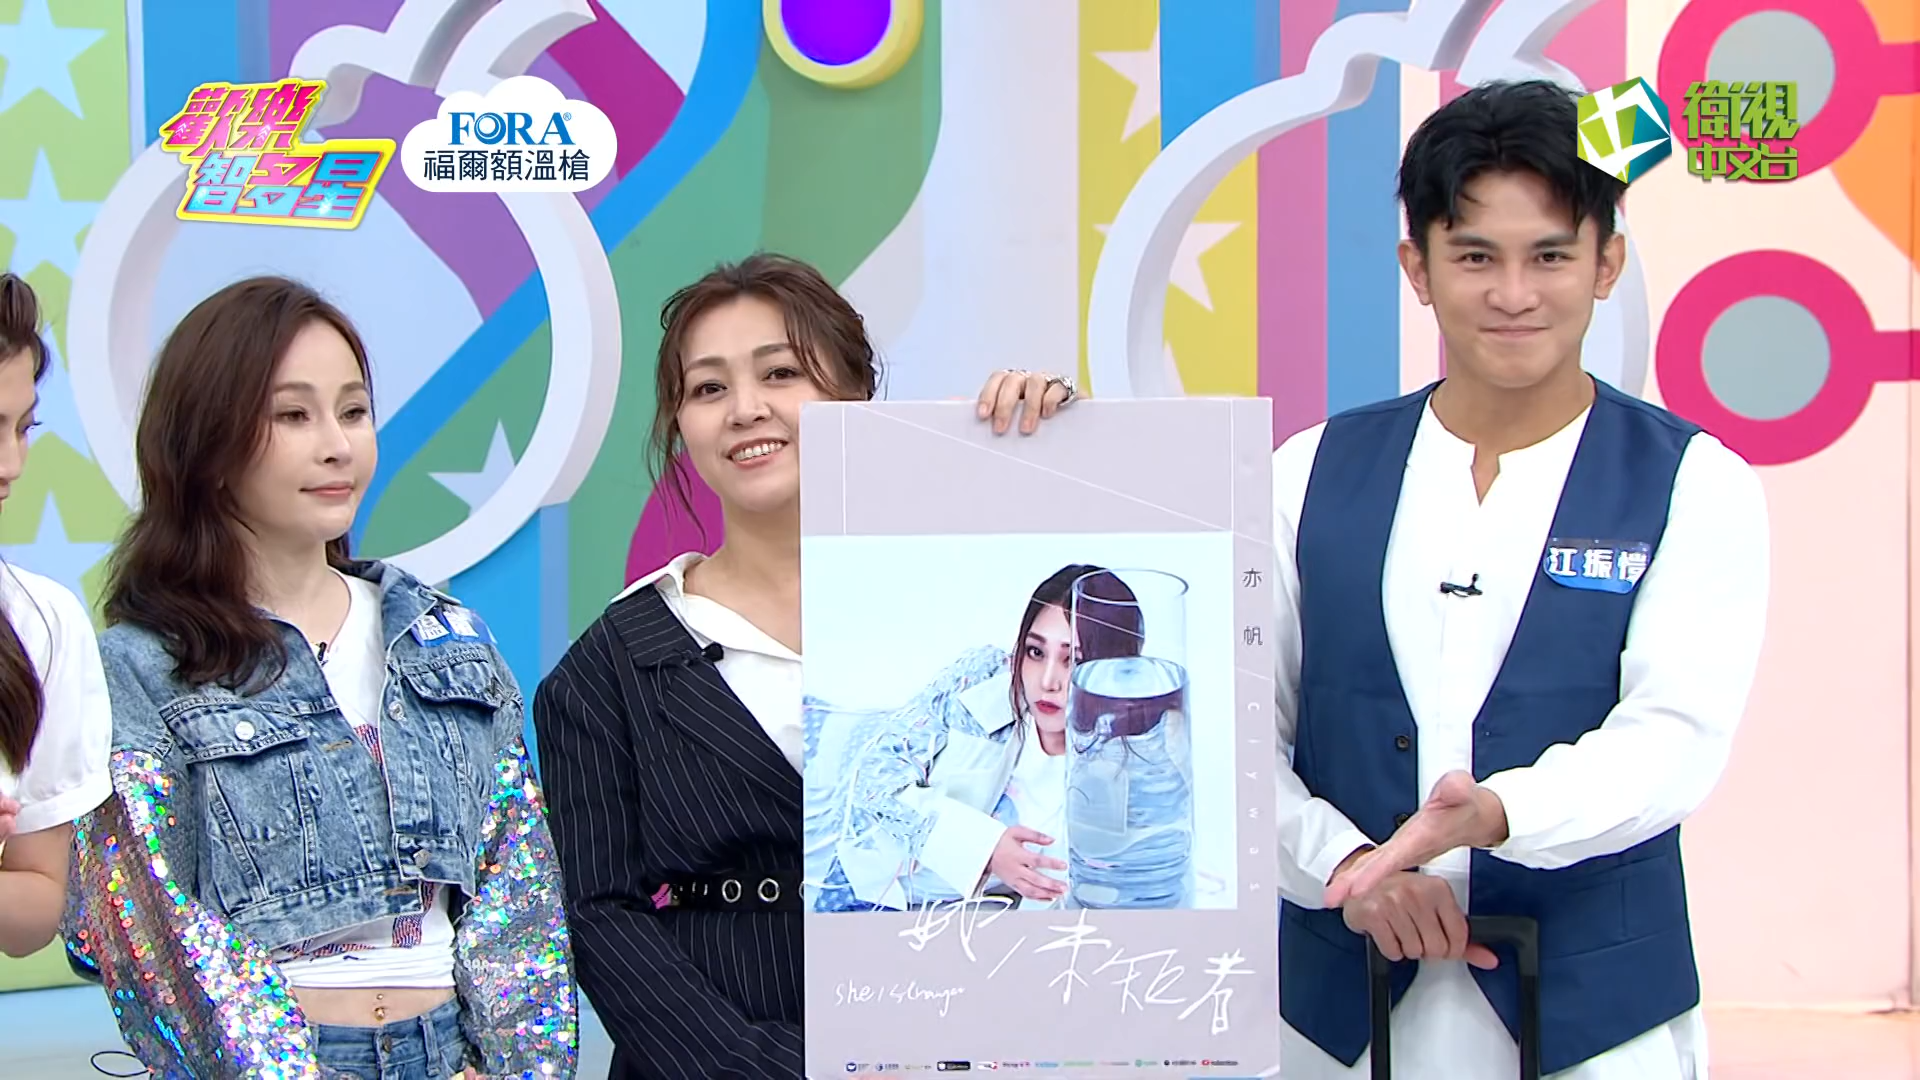 歡樂
智多星
FORA®
福爾額溫槍
衛視
中文台
江振愷
亦帆 ciywas
她/未知者
she/stranger